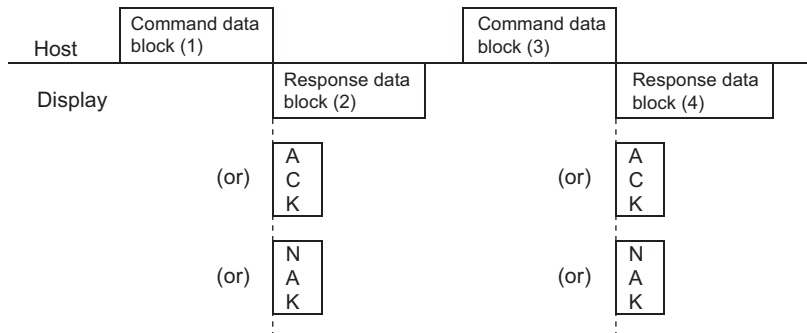 Command data
block (1)
Command data
block (3)
Host
Response data
block (2)
Response data
block (4)
Display
(or)
A
C
K
(or)
A
C
K
(or)
N
A
K
(or)
N
A
K